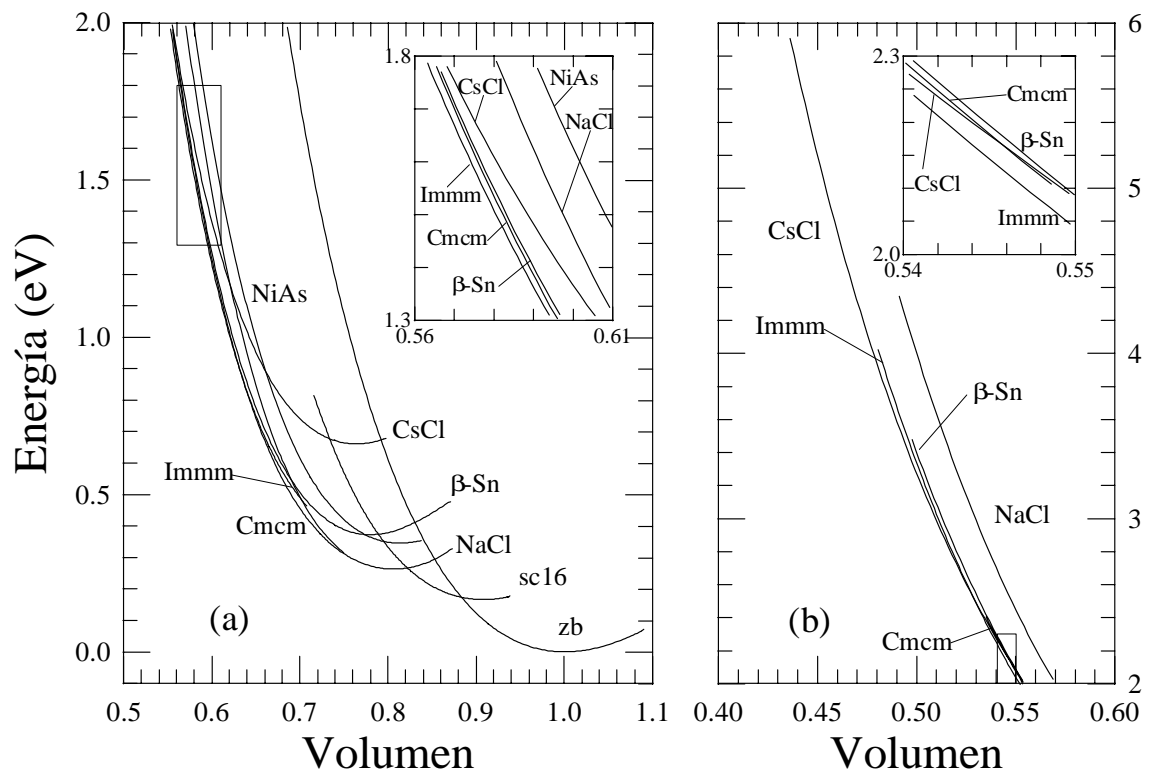 2.0
1.5
1.0
0.5
0.0
Energía (eV)
0.5 0.6 0.7 0.8 0.9 1.0 1.1
Volumen
(a)
NiAs
CsCl
Immm
β-Sn
Cmcm
NaCl
sc16
zb
1.8
1.3
0.56 0.61
CsCl
NiAs
NaCl
Immm
Cmcm
β-Sn
6
5
4
3
2
0.40 0.45 0.50 0.55 0.60
Volumen
(b)
CsCl
Immm
β-Sn
NaCl
Cmcm
2.3
2.0
0.54 0.55
Cmcm
β-Sn
CsCl
Immm